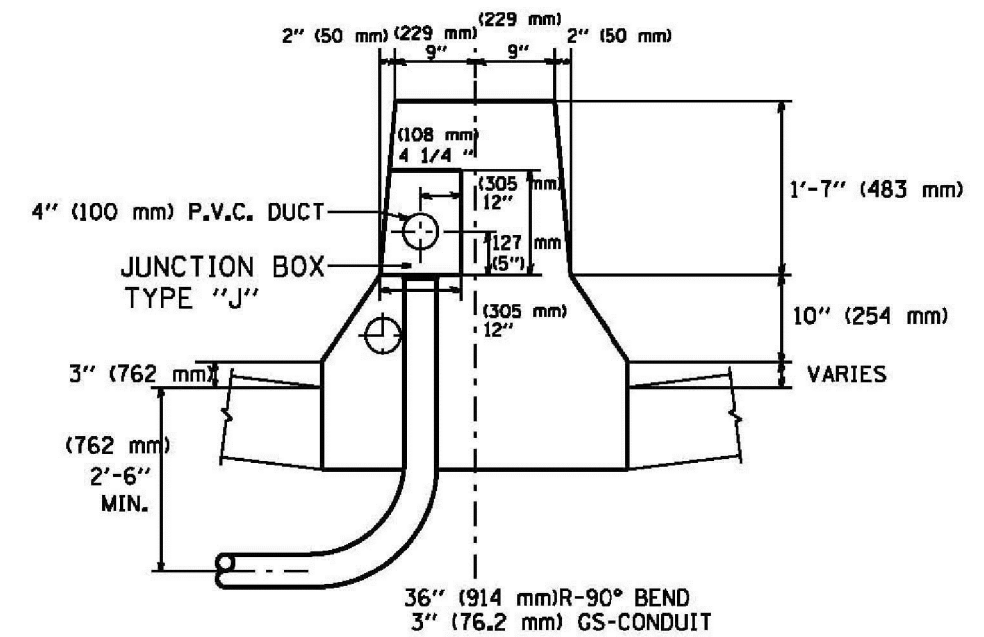 (229 mm)
2" (50 mm) (229 mm) 2" (50 mm)
9" 9"
(108 mm)
4 1/4 "
(305 mm)
12"
1'-7" (483 mm)
4" (100 mm) P.V.C. DUCT
127 mm
(5")
JUNCTION BOX
TYPE "J"
(305 mm)
12"
10" (254 mm)
3" (762 mm)
VARIES
(762 mm)
2'-6"
MIN.
36" (914 mm)R-90° BEND
3" (76.2 mm) GS-CONDUIT